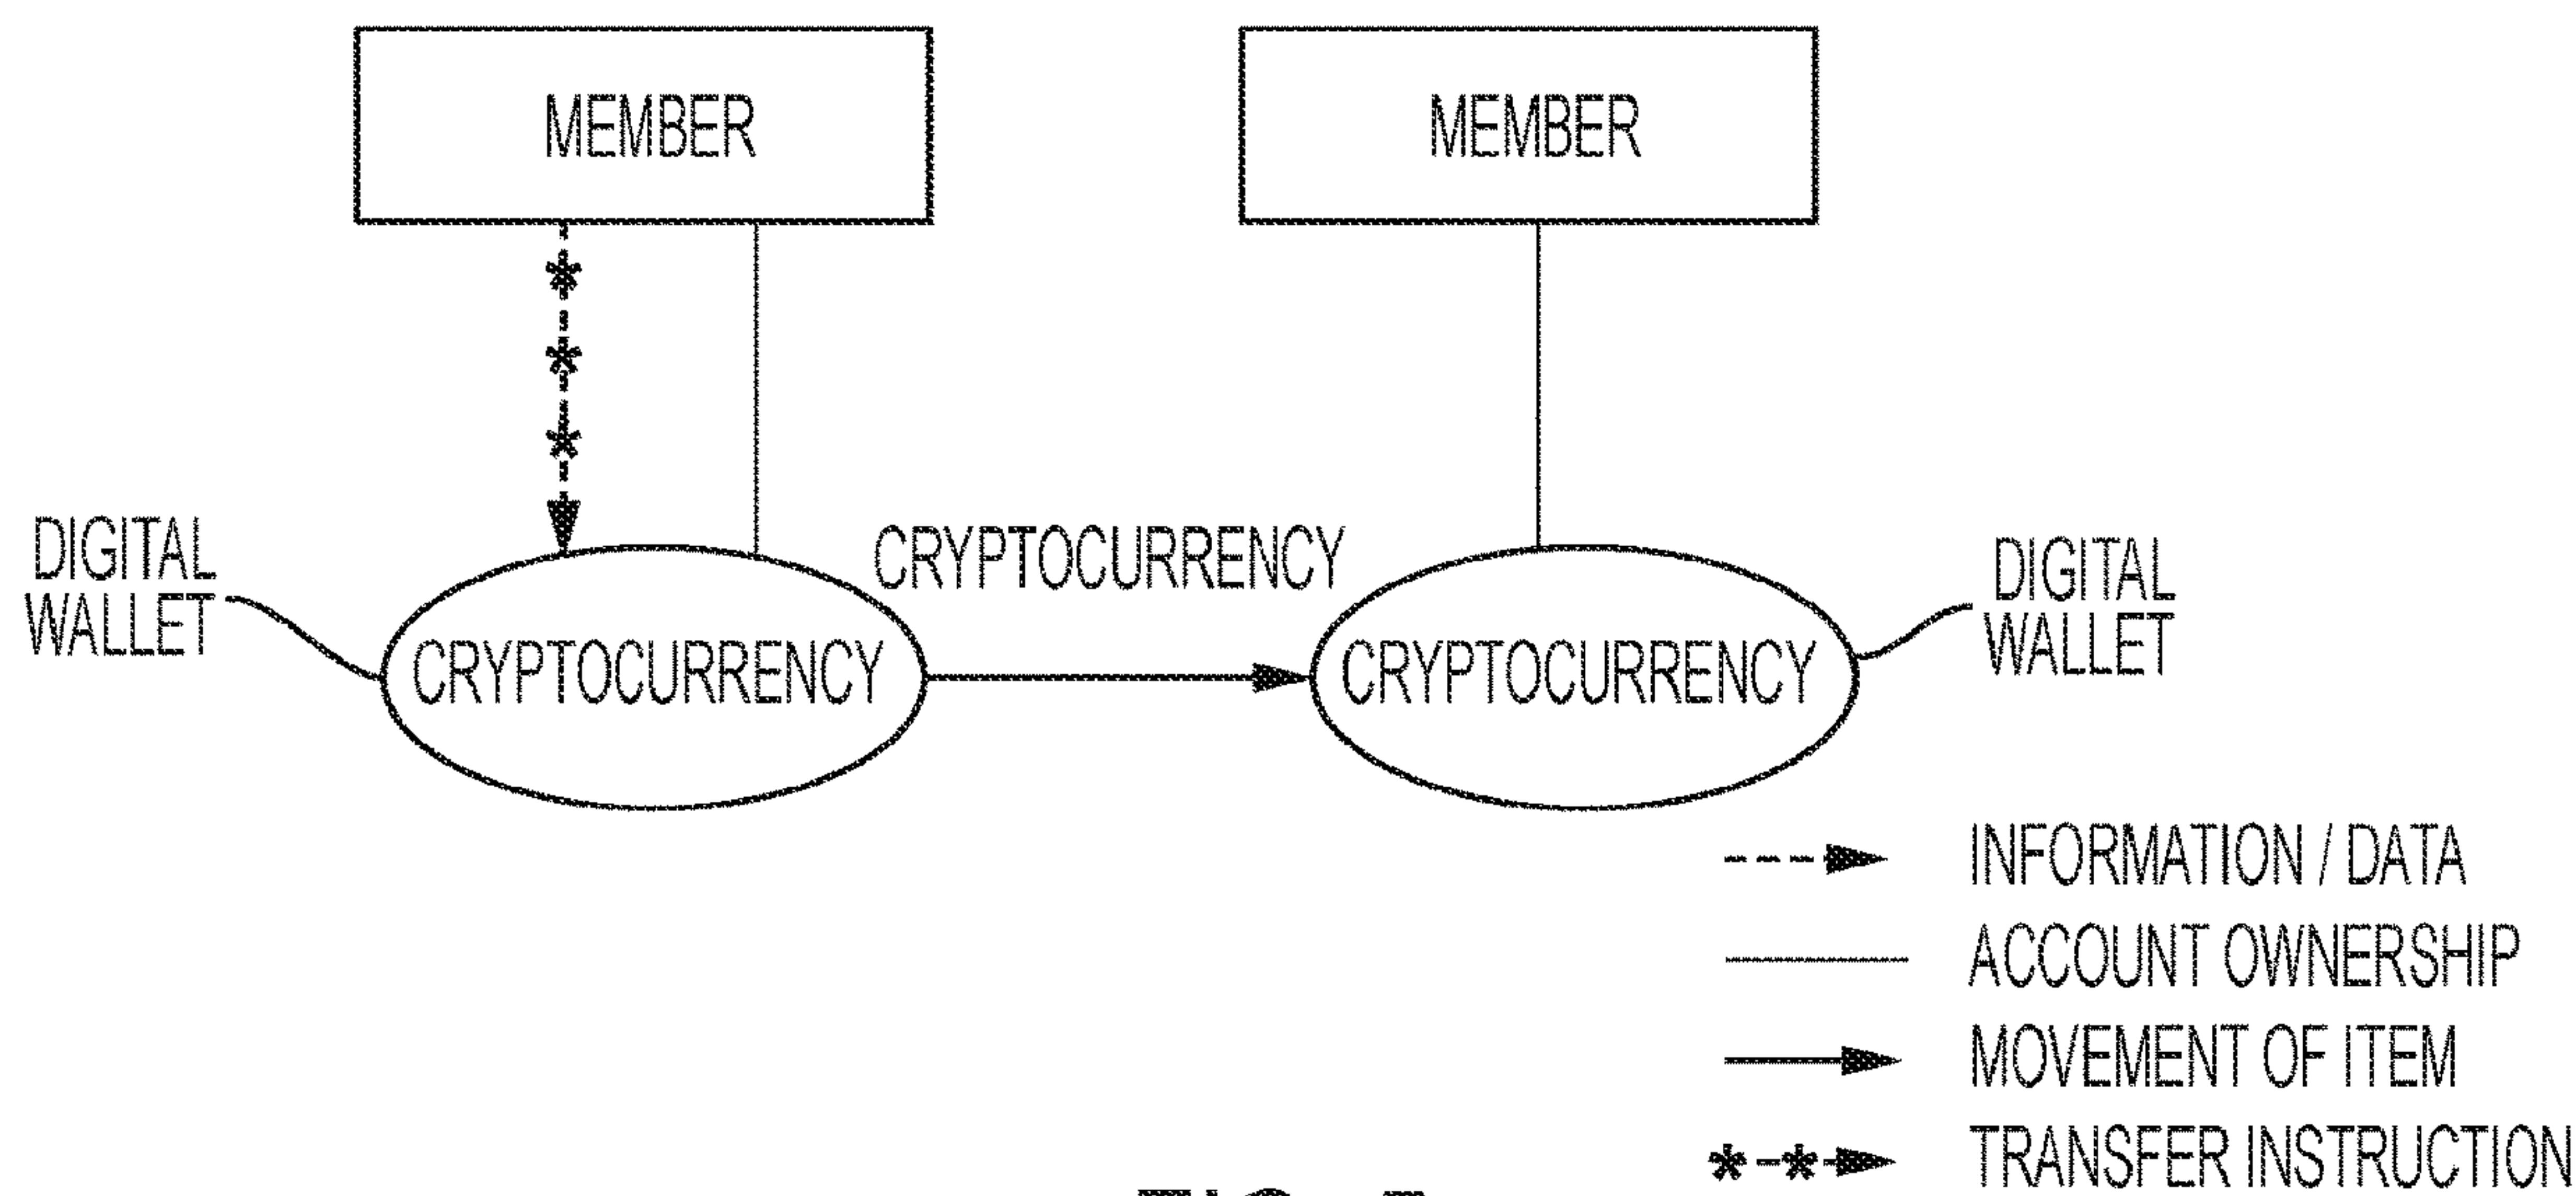 MEMBER
MEMBER
DIGITAL
WALLET
CRYPTOCURRENCY
CRYPTOCURRENCY
CRYPTOCURRENCY
DIGITAL
WALLET
INFORMATION / DATA
ACCOUNT OWNERSHIP
MOVEMENT OF ITEM
TRANSFER INSTRUCTION